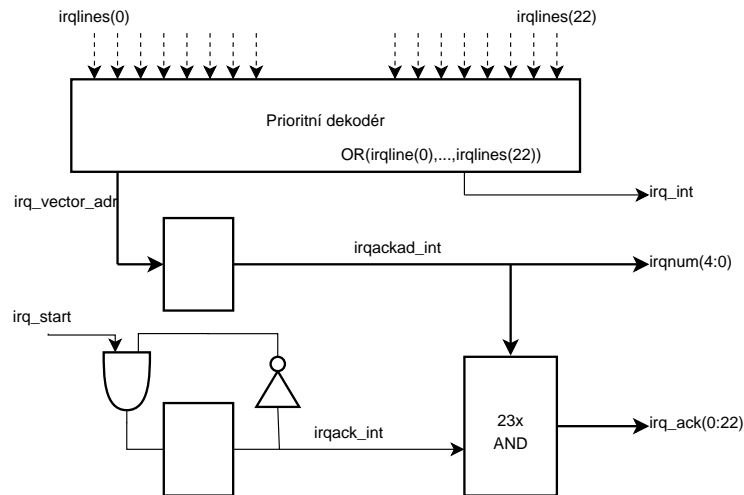 irqlines(0)
irqlines(22)
Prioritní dekodér
OR(irqline(0),...,irqlines(22))
irq_vector_adr
irq_int
irqackad_int
irqnum(4:0)
irq_start
23x
AND
irq_ack(0:22)
irqack_int